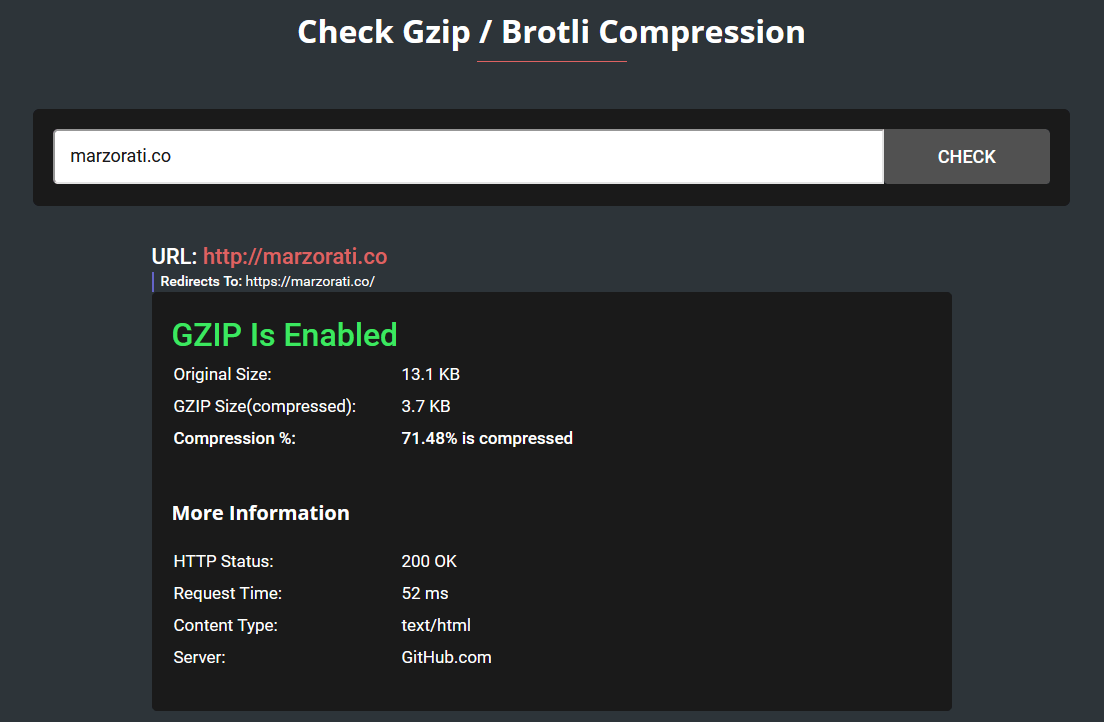 Check Gzip / Brotli Compression
marzorati.co CHECK
URL: http://marzorati.co
Redirects To: https://marzorati.co/
GZIP Is Enabled
Original Size: 13.1 KB
GZIP Size(compressed): 3.7 KB
Compression %: 71.48% is compressed
More Information
HTTP Status: 200 OK
Request Time: 52 ms
Content Type: text/html
Server: GitHub.com